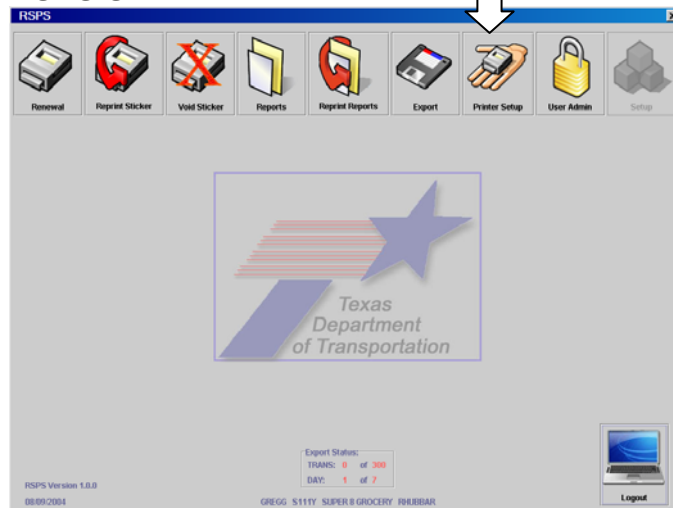 RSPS
Renewal Reprint Sticker Void Sticker Reports Reprint Reports Export Printer Setup User Admin Setup
Texas
Department
of Transportation
Export Status:
TRANS: 0 of 300
DAY: 1 of 7
RSPS Version 1.0.0
08/09/2004 GREGG S111Y SUPER 8 GROCERY RHUBBAR Logout